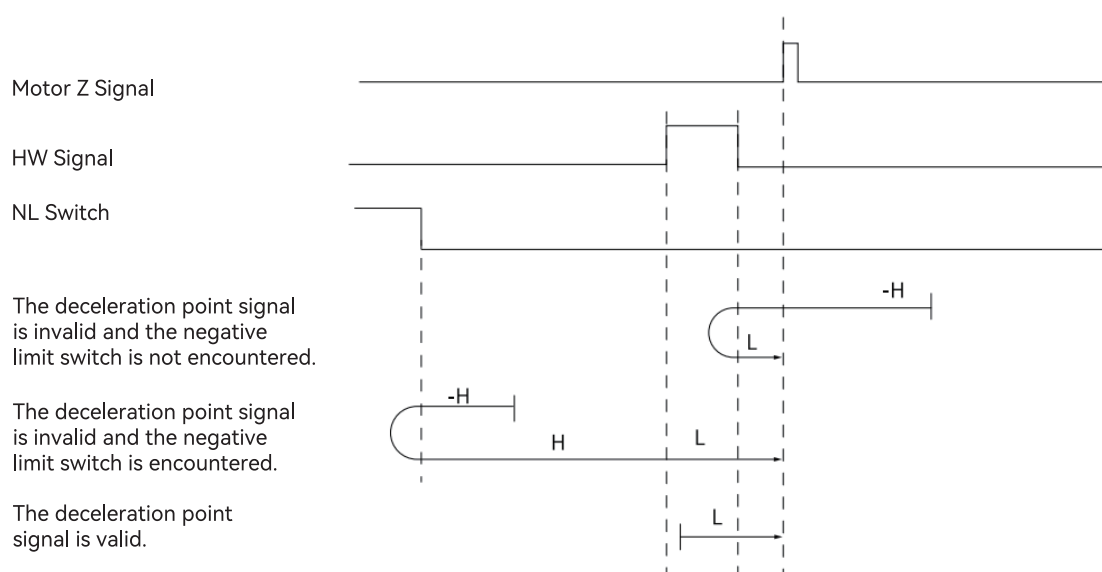 Motor Z Signal
HW Signal
NL Switch
The deceleration point signal
is invalid and the negative
limit switch is not encountered.
-H
L
The deceleration point signal
is invalid and the negative
limit switch is encountered.
-H
H
L
The deceleration point
signal is valid.
L